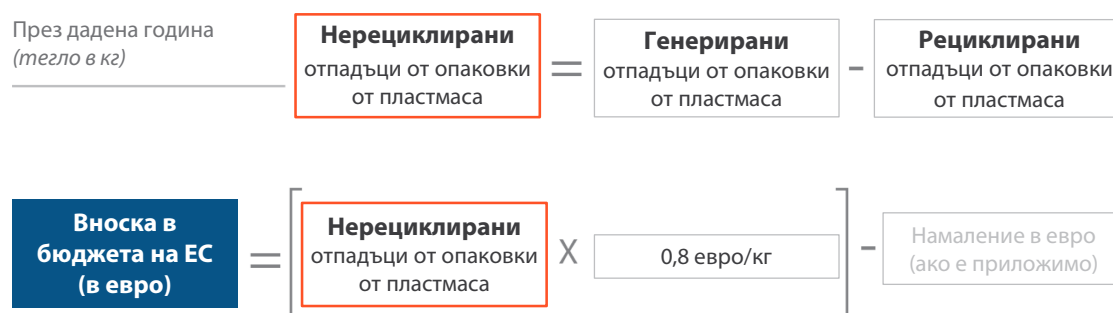 През дадена година
(тегло в кг)
Нерециклирани
отпадъци от опаковки
от пластмаса
=
Генерирани
отпадъци от опаковки
от пластмаса
-
Рециклирани
отпадъци от опаковки
от пластмаса
Вноска в
бюджета на ЕС
(в евро)
=
[
Нерециклирани
отпадъци от опаковки
от пластмаса
X
0,8 евро/кг
]
-
Намаление в евро
(ако е приложимо)